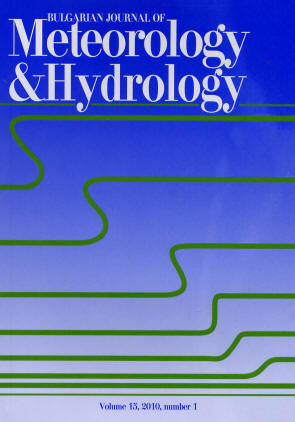 BULGARIAN JOURNAL OF
Meteorology
&Hydrology
Volume 15, 2010, number 1